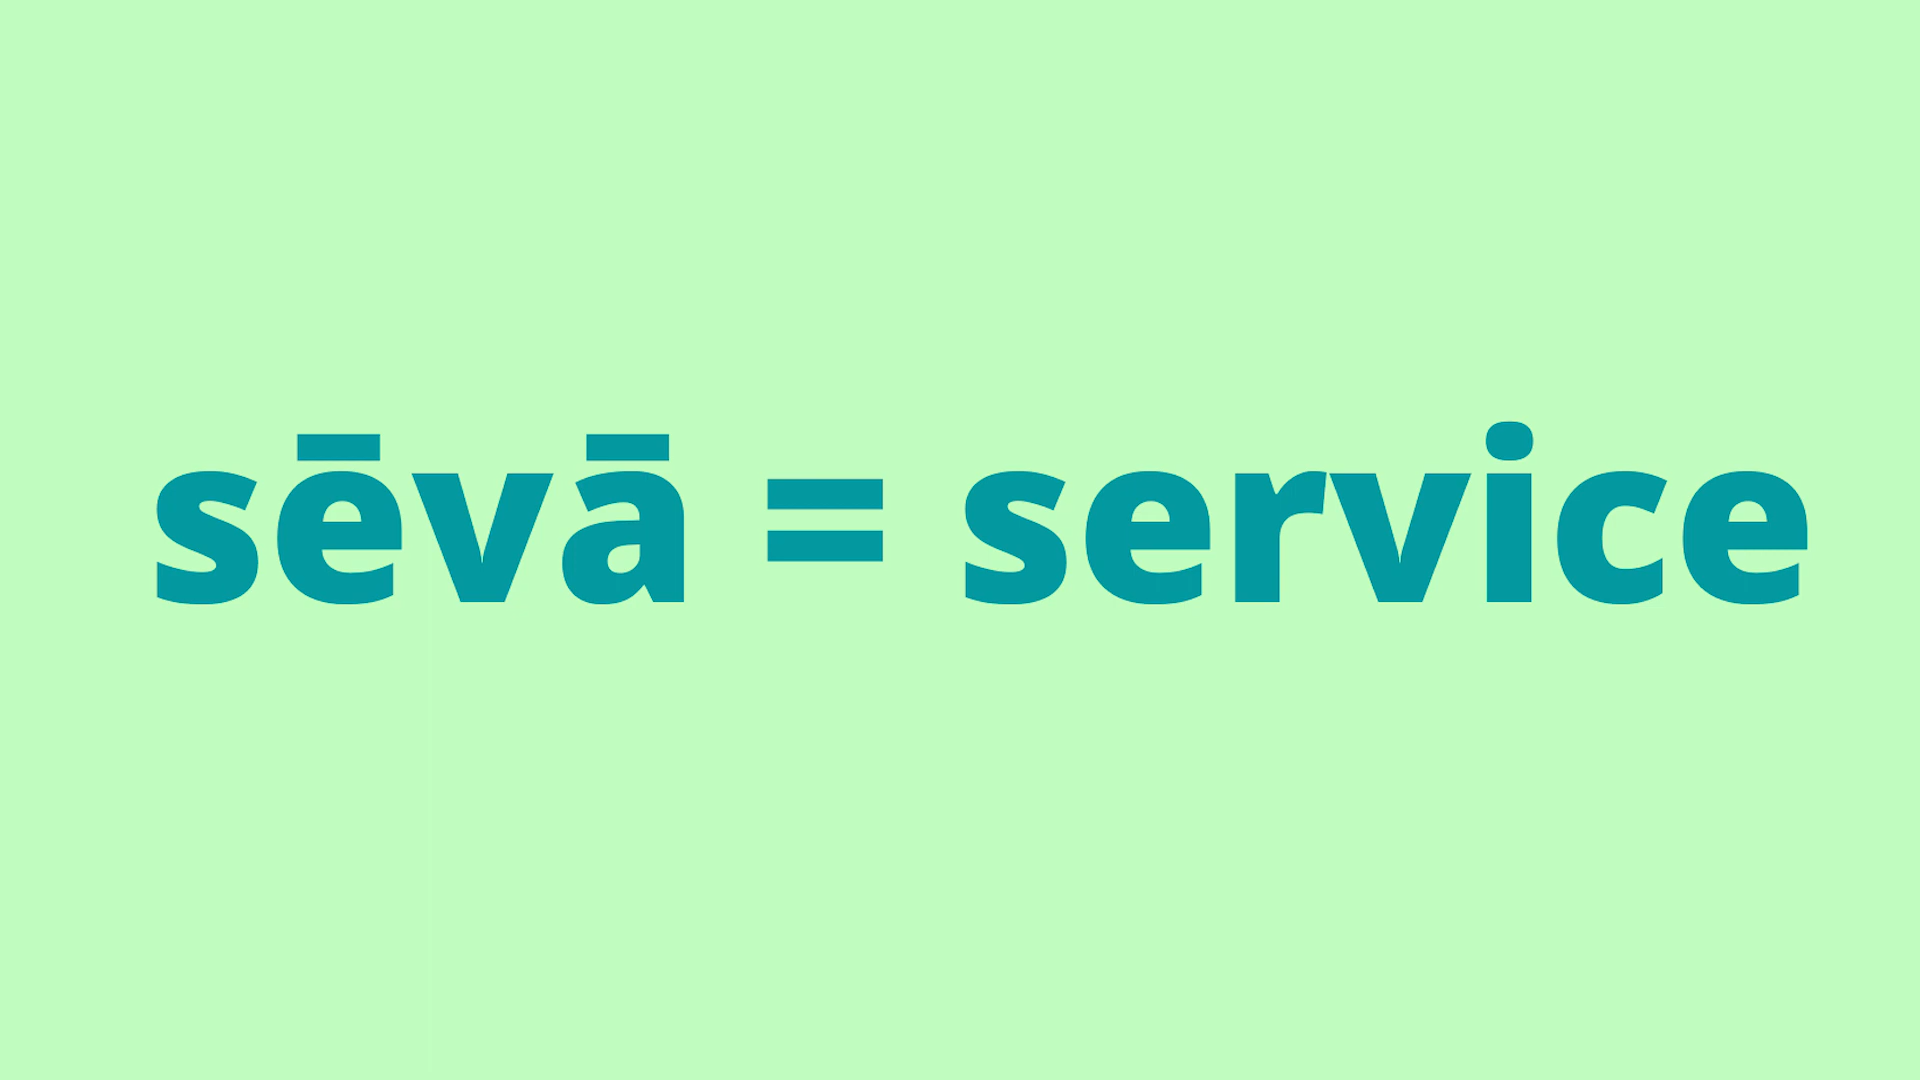 sēvā = service